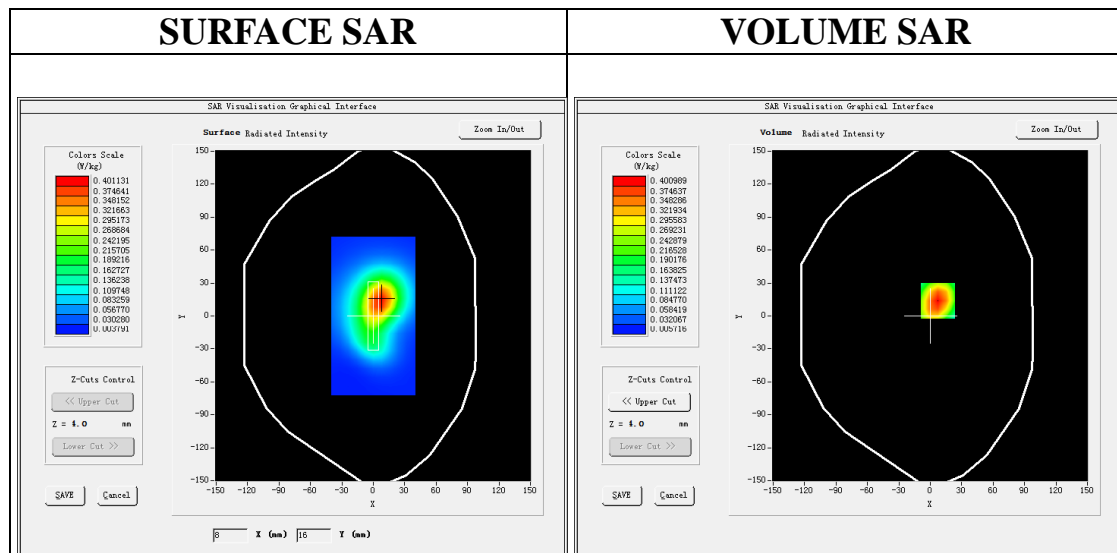 SURFACE SAR
VOLUME SAR
SAR Visualisation Graphical Interface
Surface Radiated Intensity
Zoom In/Out
Colors Scale
(W/kg)
0.401131
0.374641
0.348152
0.321663
0.295173
0.268684
0.242195
0.215705
0.189216
0.162727
0.136238
0.109748
0.083259
0.056770
0.030280
0.003791
Z-Cuts Control
<< Upper Cut
Z = 4.0 mm
Lower Cut >>
SAVE Cancel
150
120
90
60
30
0
-30
-60
-90
-120
-150
Y
-150 -120 -90 -60 -30 0 30 60 90 120 150
X
8 X (mm) 16 Y (mm)
SAR Visualisation Graphical Interface
Volume Radiated Intensity
Zoom In/Out
Colors Scale
(W/kg)
0.400989
0.374637
0.348286
0.321934
0.295583
0.269231
0.242879
0.216528
0.190176
0.163825
0.137473
0.111122
0.084770
0.058419
0.032067
0.005716
Z-Cuts Control
<< Upper Cut
Z = 4.0 mm
Lower Cut >>
SAVE Cancel
150
120
90
60
30
0
-30
-60
-90
-120
-150
Y
-150 -120 -90 -60 -30 0 30 60 90 120 150
X